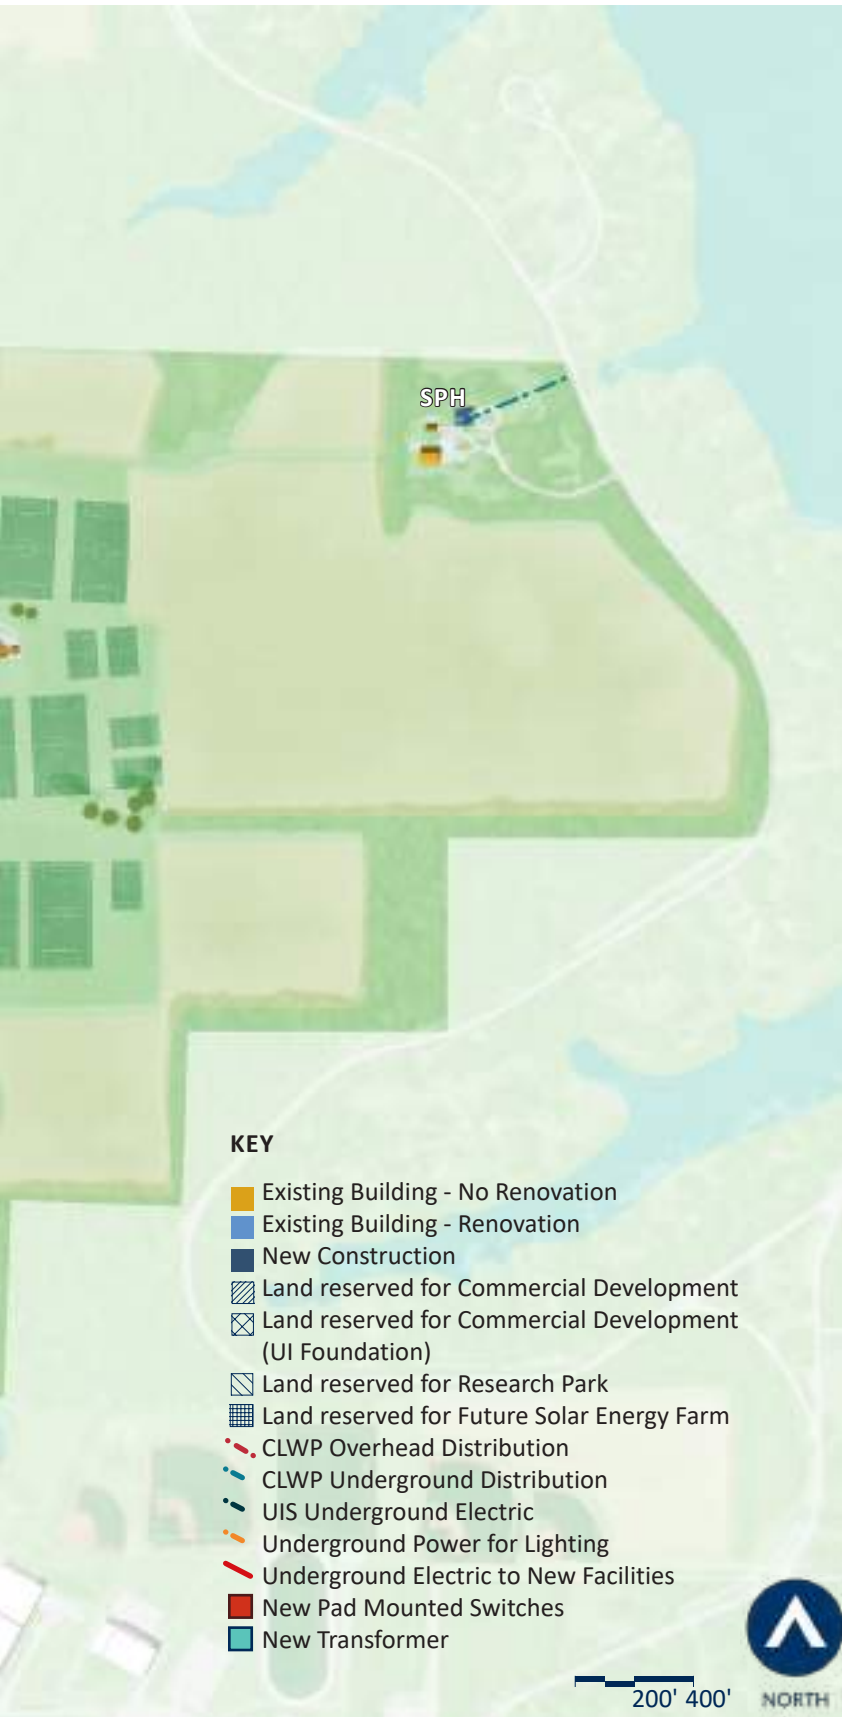 SPH
KEY
Existing Building - No Renovation
Existing Building - Renovation
New Construction
Land reserved for Commercial Development
Land reserved for Commercial Development
(UI Foundation)
Land reserved for Research Park
Land reserved for Future Solar Energy Farm
CLWP Overhead Distribution
CLWP Underground Distribution
UIS Underground Electric
Underground Power for Lighting
Underground Electric to New Facilities
New Pad Mounted Switches
New Transformer
200' 400'
NORTH